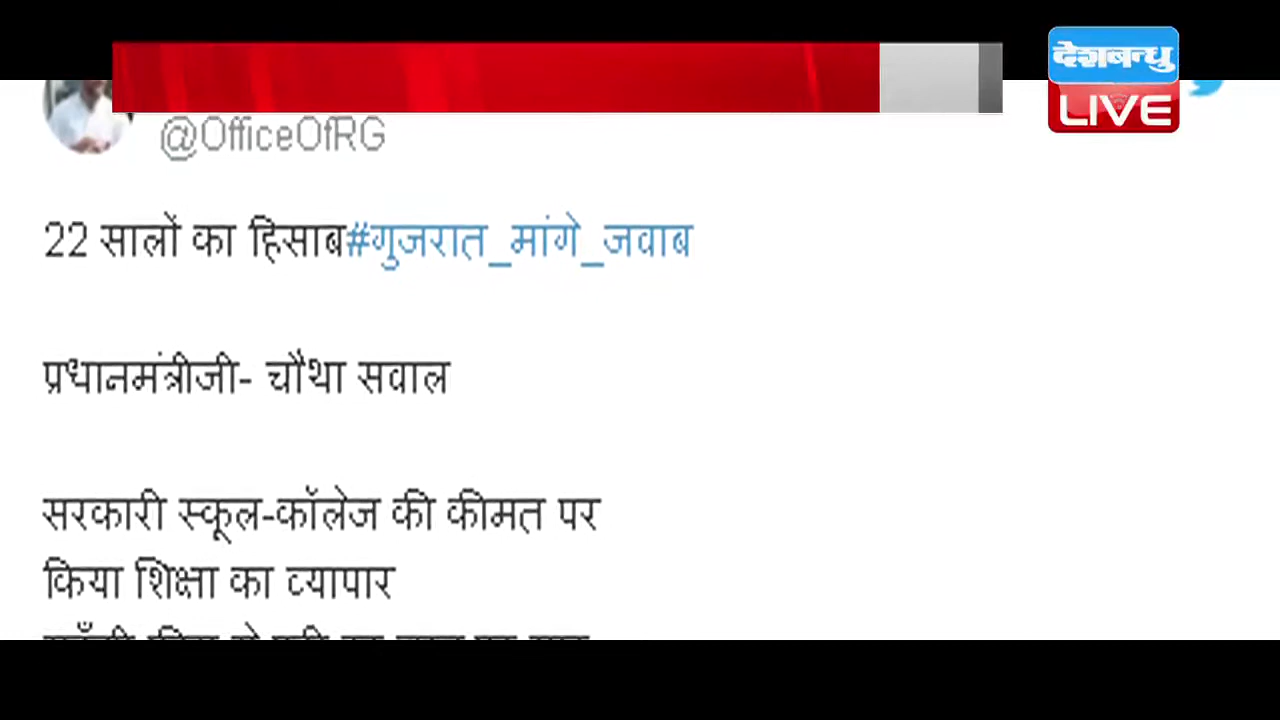 देशबन्धु
LIVE
@OfficeOfRG
22 सालों का हिसाब#गुजरात_मांगे_जवाब
प्रधानमंत्रीजी- चौथा सवाल
सरकारी स्कूल-कॉलेज की कीमत पर
किया शिक्षा का व्यापार